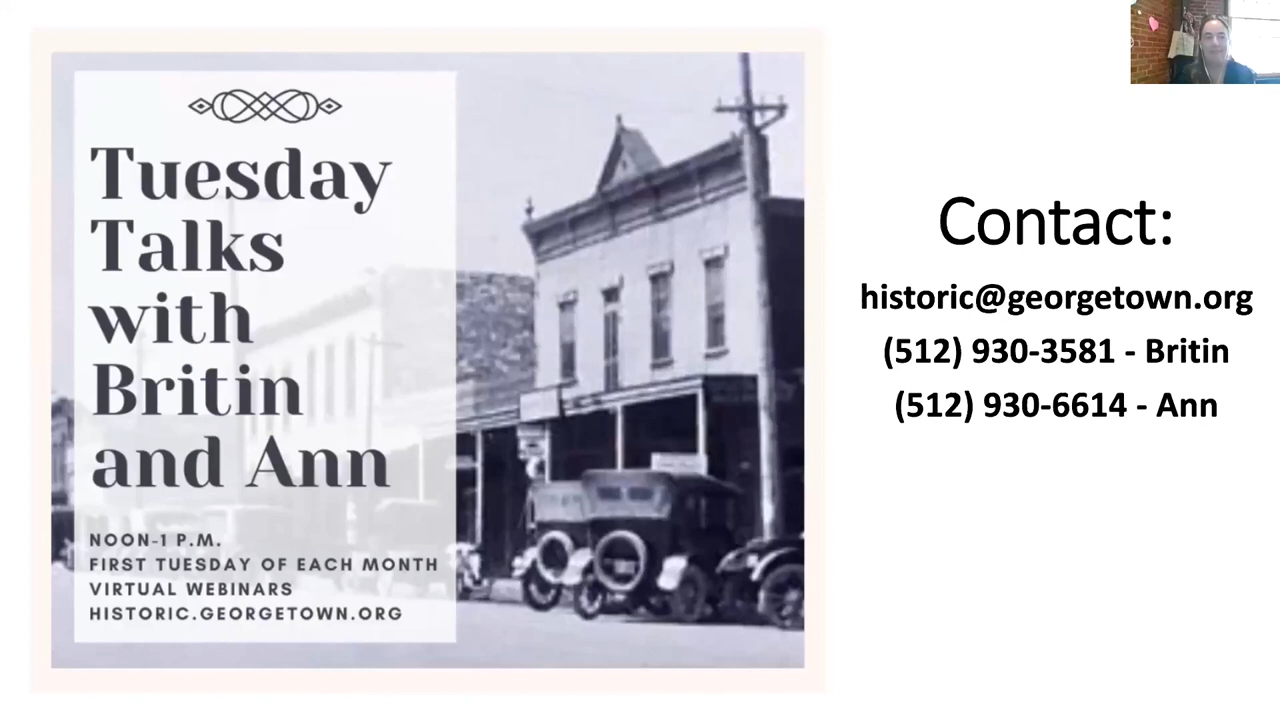 Tuesday
Talks
with
Britin
and Ann
NOON-1 P.M.
FIRST TUESDAY OF EACH MONTH
VIRTUAL WEBINARS
HISTORIC.GEORGETOWN.ORG
Contact:
historic@georgetown.org
(512) 930-3581 - Britin
(512) 930-6614 - Ann